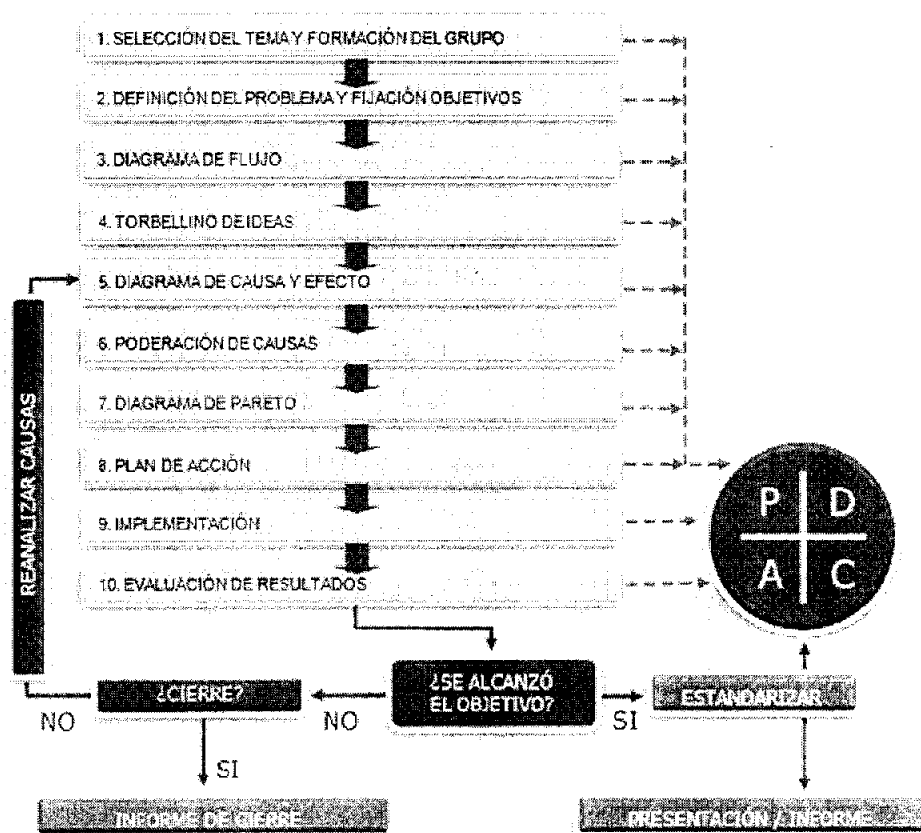 1. SELECCIÓN DEL TEMA Y FORMACIÓN DEL GRUPO
2. DEFINICIÓN DEL PROBLEMA Y FIJACIÓN OBJETIVOS
3. DIAGRAMA DE FLUJO
4. TORBELLINO DE IDEAS
5. DIAGRAMA DE CAUSA Y EFECTO
6. PODERACIÓN DE CAUSAS
7. DIAGRAMA DE PARETO
8. PLAN DE ACCIÓN
9. IMPLEMENTACIÓN
10. EVALUACIÓN DE RESULTADOS
REANALIZAR CAUSAS
P D
A C
¿SE ALCANZÓ
EL OBJETIVO?
¿CIERRE?
ESTANDARIZAR
NO
NO
SI
SI
INFORME DE CIERRE
PRESENTACIÓN / INFORME